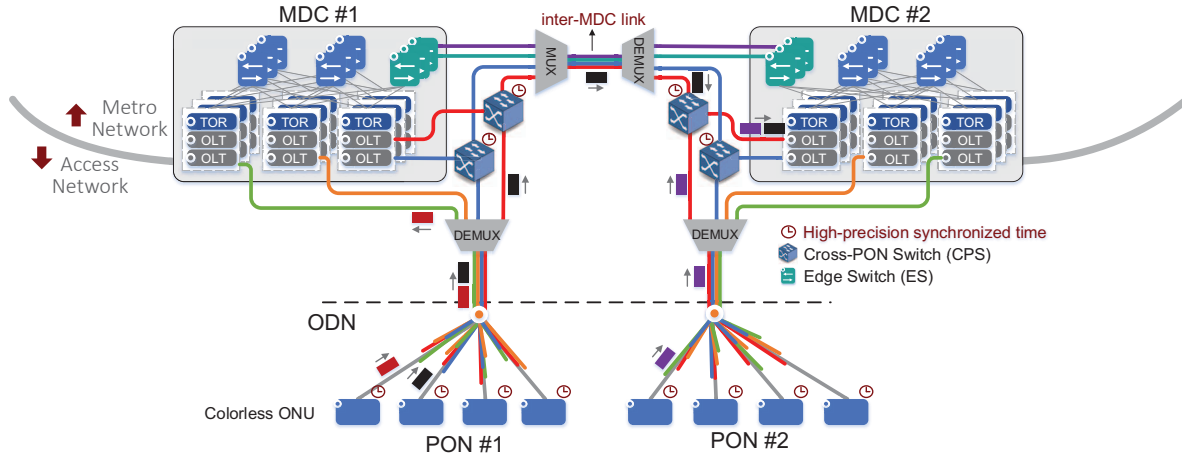 MDC #1
inter-MDC link
MDC #2
MUX
DEMUX
Metro
Network
Access
Network
TOR
OLT
OLT
TOR
OLT
OLT
TOR
OLT
OLT
TOR
OLT
OLT
TOR
OLT
OLT
TOR
OLT
OLT
DEMUX
DEMUX
High-precision synchronized time
Cross-PON Switch (CPS)
Edge Switch (ES)
ODN
Colorless ONU
PON #1
PON #2